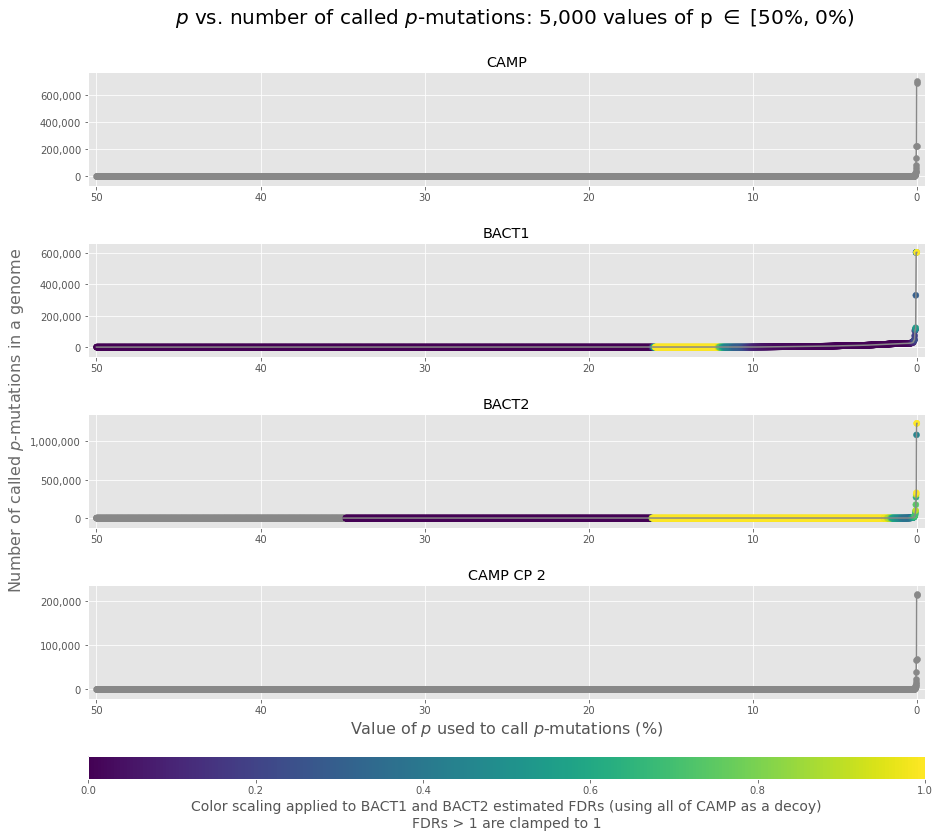 p vs. number of called p-mutations: 5,000 values of p ∈ [50%, 0%)
CAMP
600,000
400,000
200,000
0
50 40 30 20 10 0
BACT1
600,000
400,000
200,000
0
50 40 30 20 10 0
Number of called p-mutations in a genome
BACT2
1,000,000
500,000
0
50 40 30 20 10 0
CAMP CP 2
200,000
100,000
0
50 40 30 20 10 0
Value of p used to call p-mutations (%)
0.0 0.2 0.4 0.6 0.8 1.0
Color scaling applied to BACT1 and BACT2 estimated FDRs (using all of CAMP as a decoy)
FDRs > 1 are clamped to 1